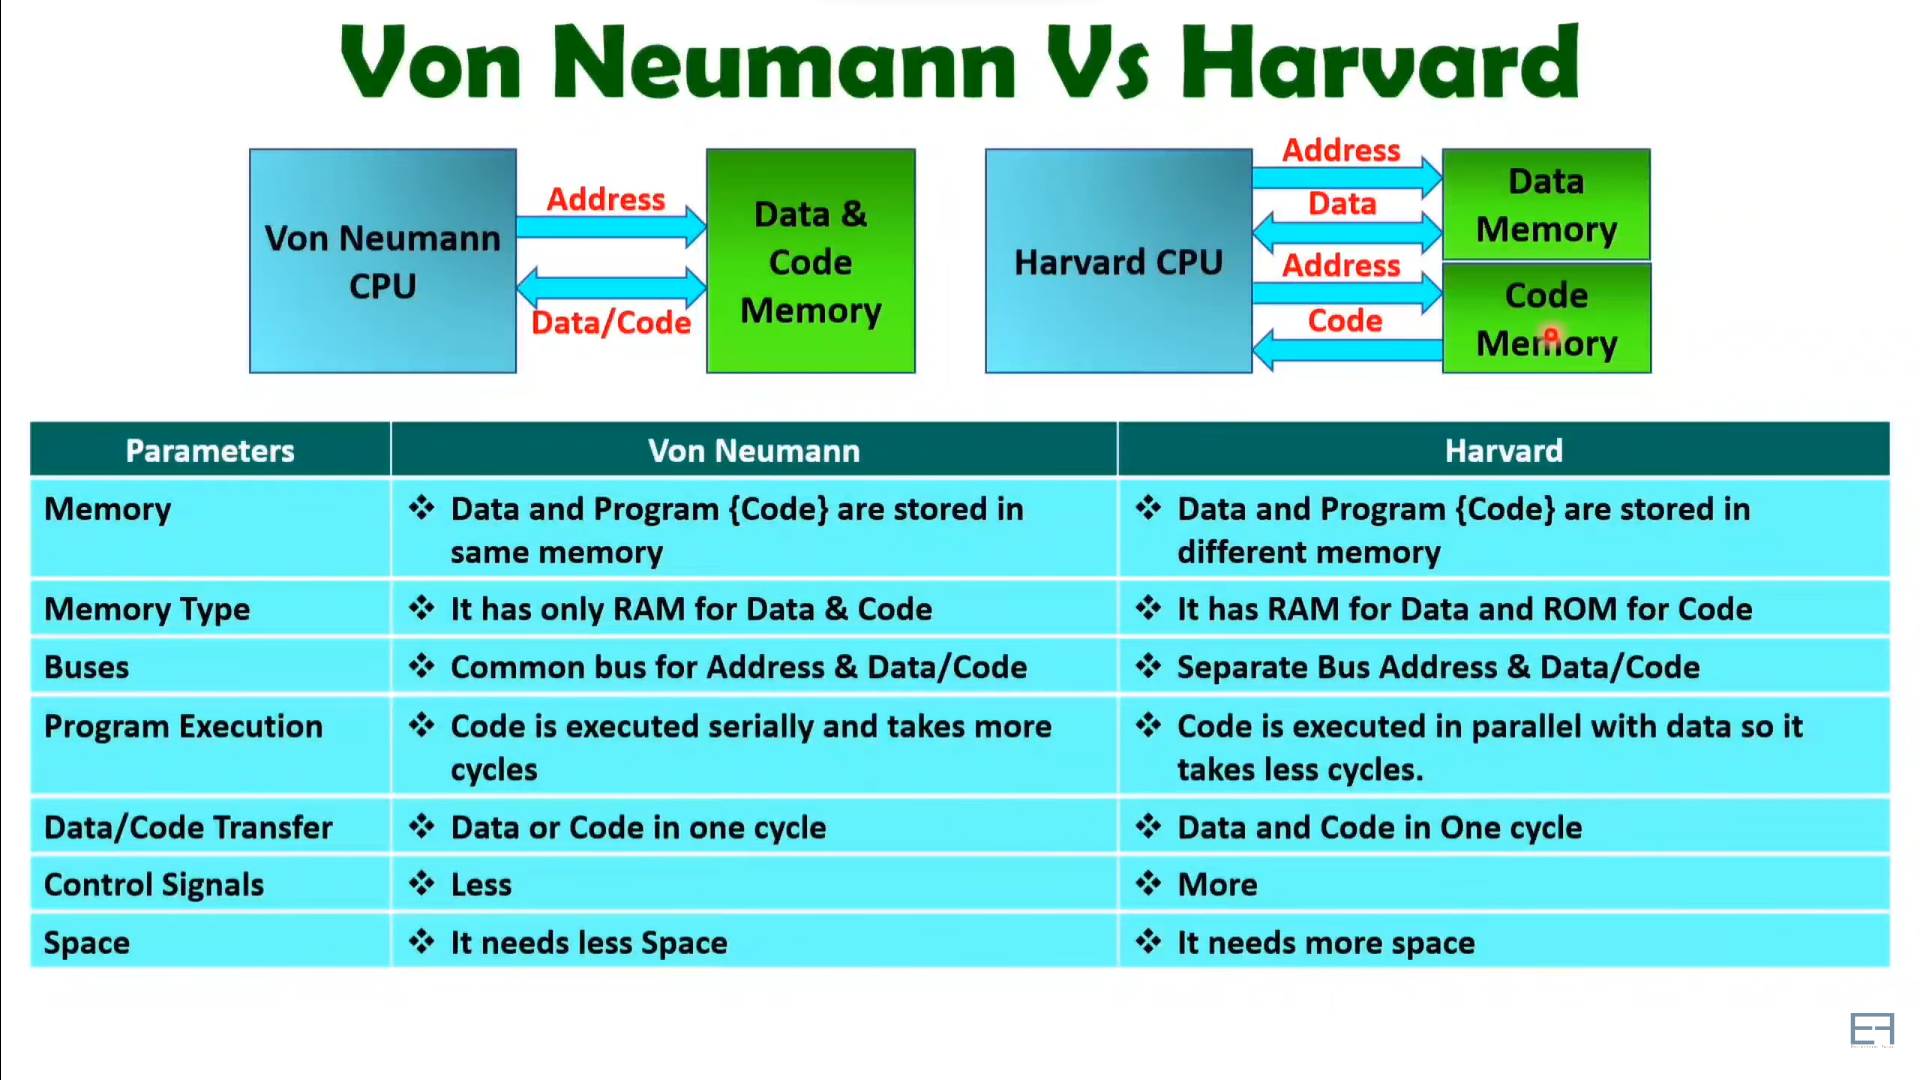 Von Neumann Vs Harvard
Von Neumann
CPU
Address
Data/Code
Data &
Code
Memory
Harvard CPU
Address
Data
Address
Code
Data
Memory
Code
Memory
Parameters
Von Neumann
Harvard
Memory
❖ Data and Program {Code} are stored in
same memory
❖ Data and Program {Code} are stored in
different memory
Memory Type
❖ It has only RAM for Data & Code
❖ It has RAM for Data and ROM for Code
Buses
❖ Common bus for Address & Data/Code
❖ Separate Bus Address & Data/Code
Program Execution
❖ Code is executed serially and takes more
cycles
❖ Code is executed in parallel with data so it
takes less cycles.
Data/Code Transfer
❖ Data or Code in one cycle
❖ Data and Code in One cycle
Control Signals
❖ Less
❖ More
Space
❖ It needs less Space
❖ It needs more space
EF